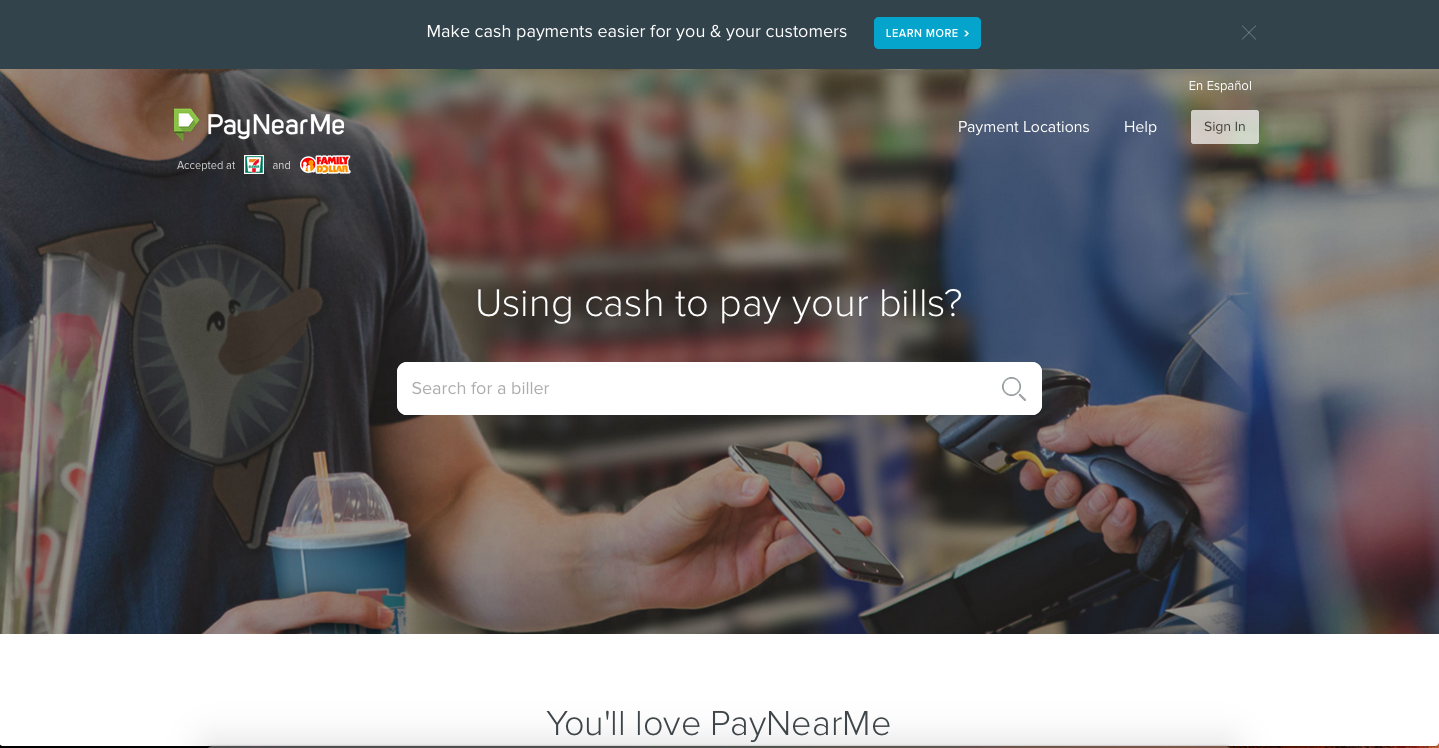 Make cash payments easier for you & your customers
LEARN MORE >
En Español
PayNearMe
Payment Locations
Help
Sign In
Accepted at
7
and
FAMILY
DOLLAR
Using cash to pay your bills?
Search for a biller
You'll love PayNearMe